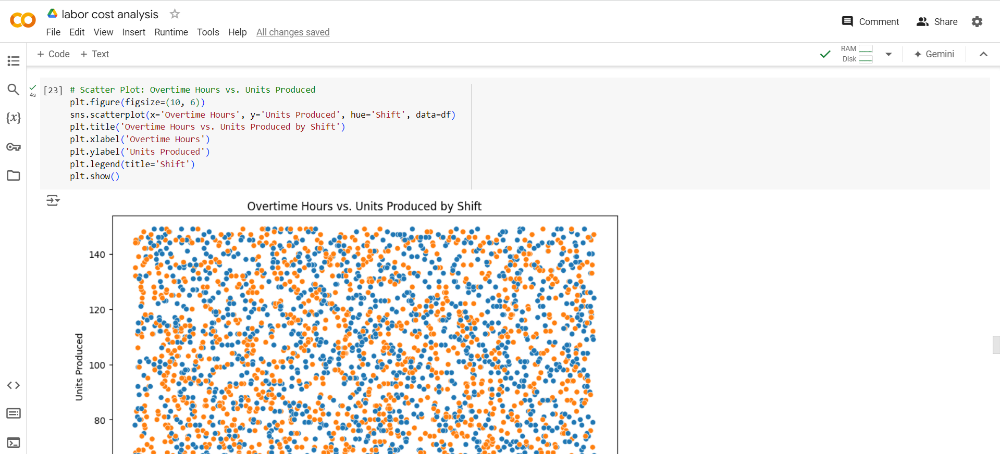 labor cost analysis
File Edit View Insert Runtime Tools Help All changes saved
Comment Share
+ Code + Text
RAM
Disk
Gemini
4s
[23] # Scatter Plot: Overtime Hours vs. Units Produced
plt.figure(figsize=(10, 6))
sns.scatterplot(x='Overtime Hours', y='Units Produced', hue='Shift', data=df)
plt.title('Overtime Hours vs. Units Produced by Shift')
plt.xlabel('Overtime Hours')
plt.ylabel('Units Produced')
plt.legend(title='Shift')
plt.show()
Overtime Hours vs. Units Produced by Shift
140
120
100
80
Units Produced